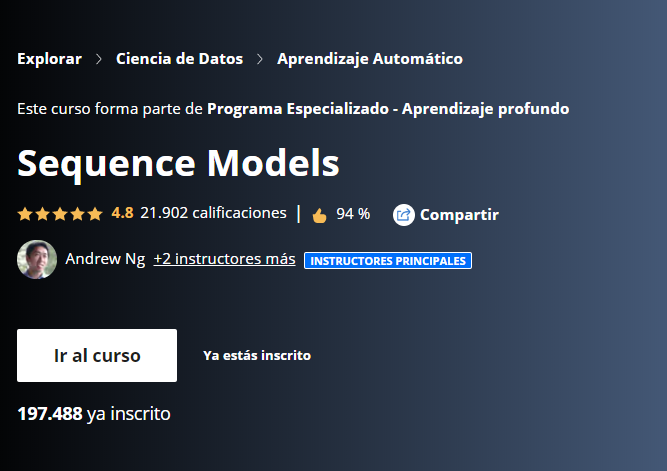 Explorar > Ciencia de Datos > Aprendizaje Automático
Este curso forma parte de Programa Especializado - Aprendizaje profundo
Sequence Models
4.8 21.902 calificaciones | 94 % Compartir
Andrew Ng +2 instructores más INSTRUCTORES PRINCIPALES
Ir al curso Ya estás inscrito
197.488 ya inscrito